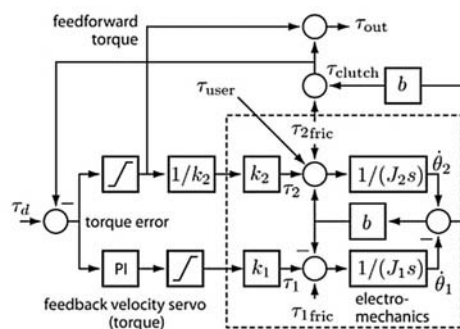 feedforward
torque
τout
τclutch
b
τuser
τ2fric
θ̇2
1/k2
k2
τ2
1/(J2s)
τd
−
torque error
b
−
−
PI
k1
τ1
1/(J1s)
θ̇1
feedback velocity servo
(torque)
τ1fric
electro-
mechanics